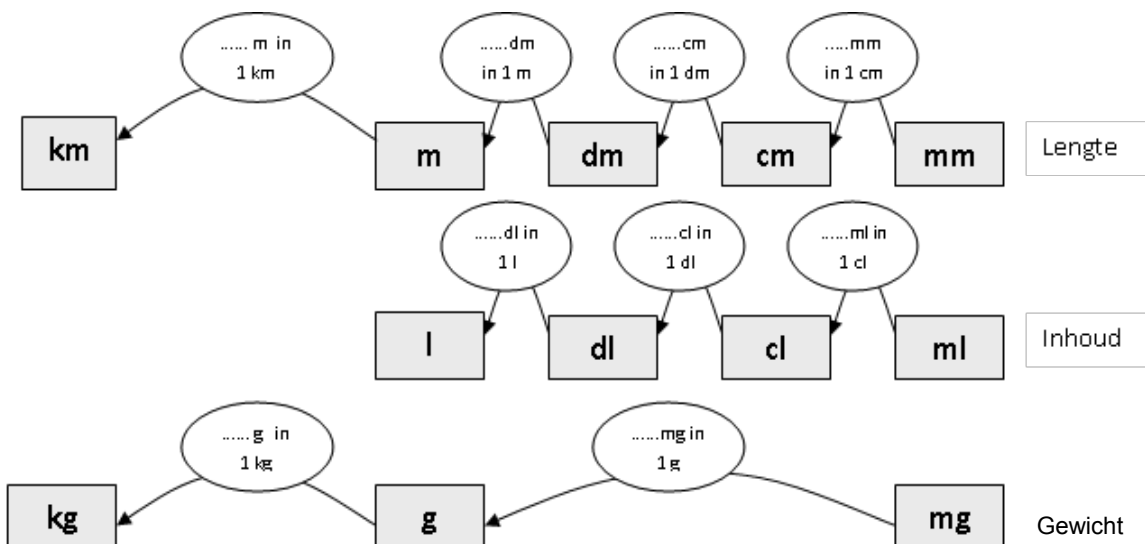 ...... m in
1 km
......dm
in 1 m
......cm
in 1 dm
.....mm
in 1 cm
km
m
dm
cm
mm
Lengte
......dl in
1 l
......cl in
1 dl
......ml in
1 cl
l
dl
cl
ml
Inhoud
...... g in
1 kg
......mg in
1 g
kg
g
mg
Gewicht